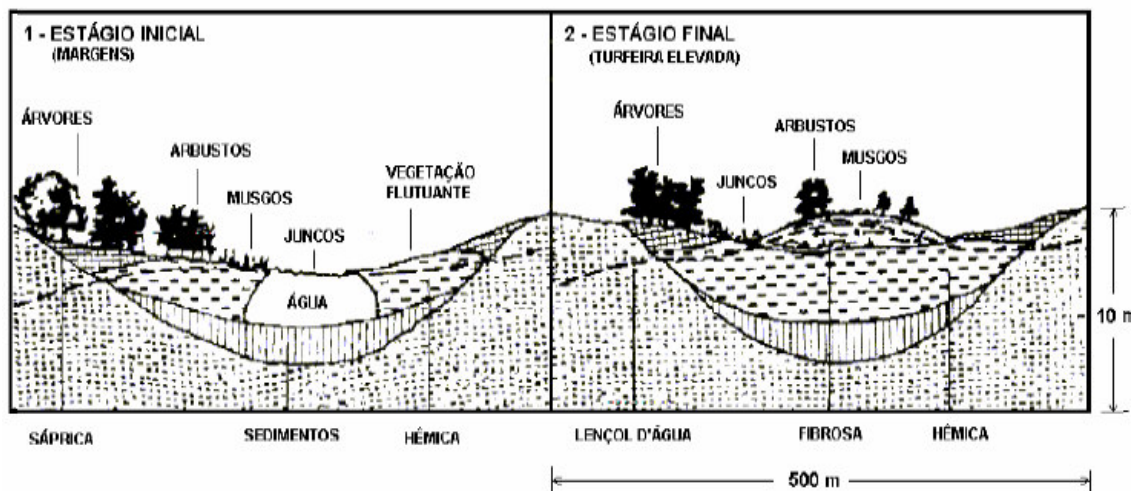 1 - ESTÁGIO INICIAL
(MARGENS)
ÁRVORES
ARBUSTOS
MUSGOS
JUNCOS
VEGETAÇÃO
FLUTUANTE
ÁGUA
SÁPRICA
SEDIMENTOS
HÊMICA
2 - ESTÁGIO FINAL
(TURFEIRA ELEVADA)
ÁRVORES
JUNCOS
ARBUSTOS
MUSGOS
10 m
LENÇOL D'ÁGUA
FIBROSA
HÊMICA
500 m